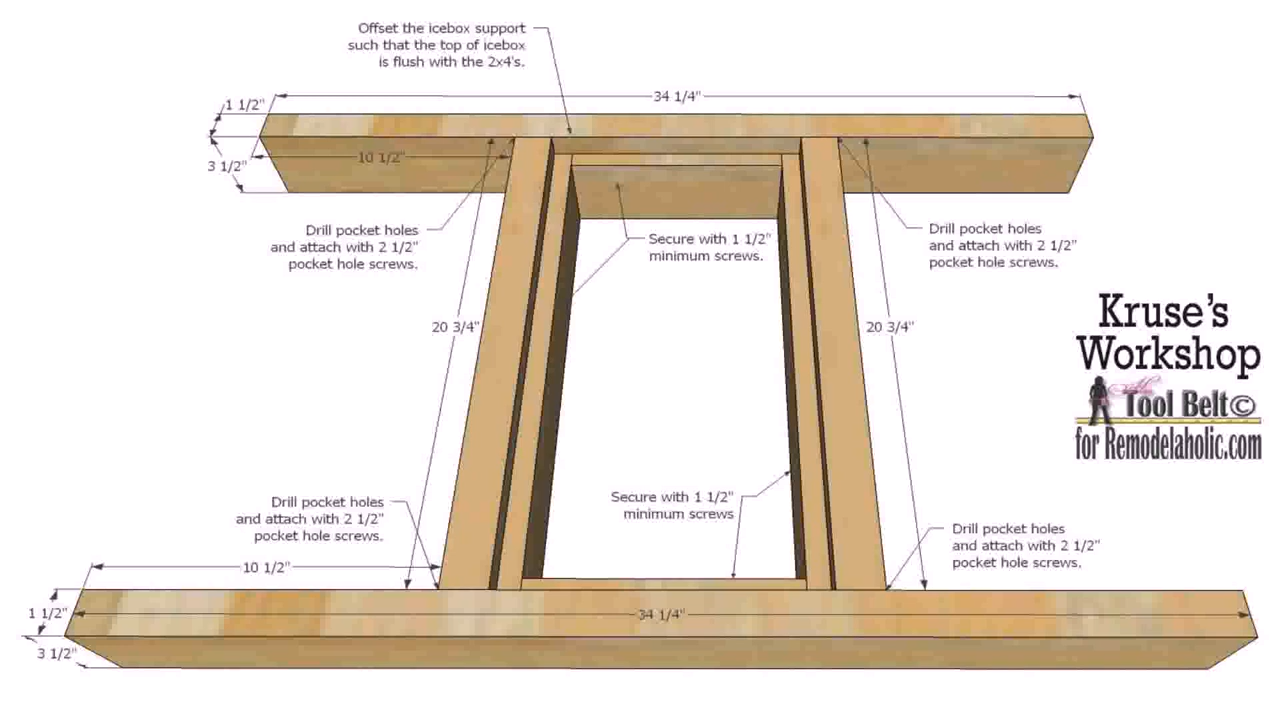 Offset the icebox support
such that the top of icebox
is flush with the 2x4's.
34 1/4"
1 1/2"
3 1/2"
10 1/2"
Drill pocket holes
and attach with 2 1/2"
pocket hole screws.
Secure with 1 1/2"
minimum screws.
Drill pocket holes
and attach with 2 1/2"
pocket hole screws.
20 3/4"
20 3/4"
Kruse's
Workshop
Tool Belt©
for Remodelaholic.com
Drill pocket holes
and attach with 2 1/2"
pocket hole screws.
Secure with 1 1/2"
minimum screws
Drill pocket holes
and attach with 2 1/2"
pocket hole screws.
10 1/2"
1 1/2"
34 1/4"
3 1/2"